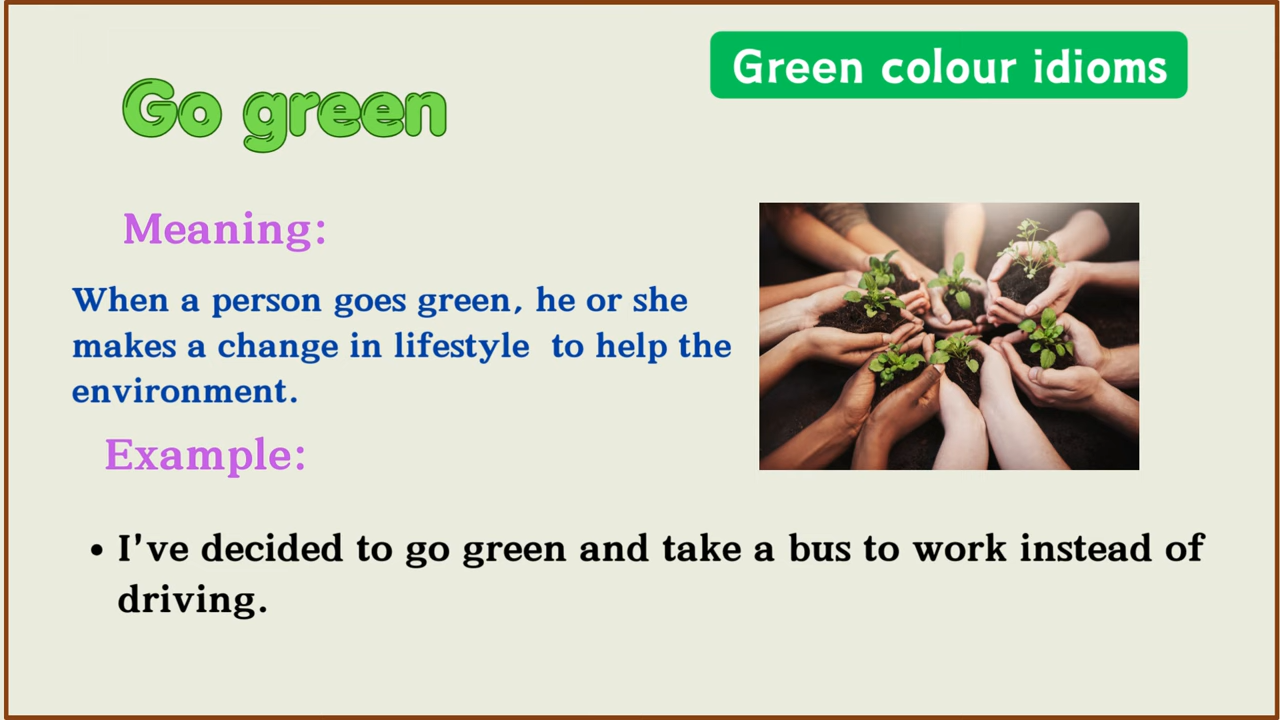 Green colour idioms
Go green
Meaning:
When a person goes green, he or she
makes a change in lifestyle  to help the
environment.
Example:
• I've decided to go green and take a bus to work instead of
driving.